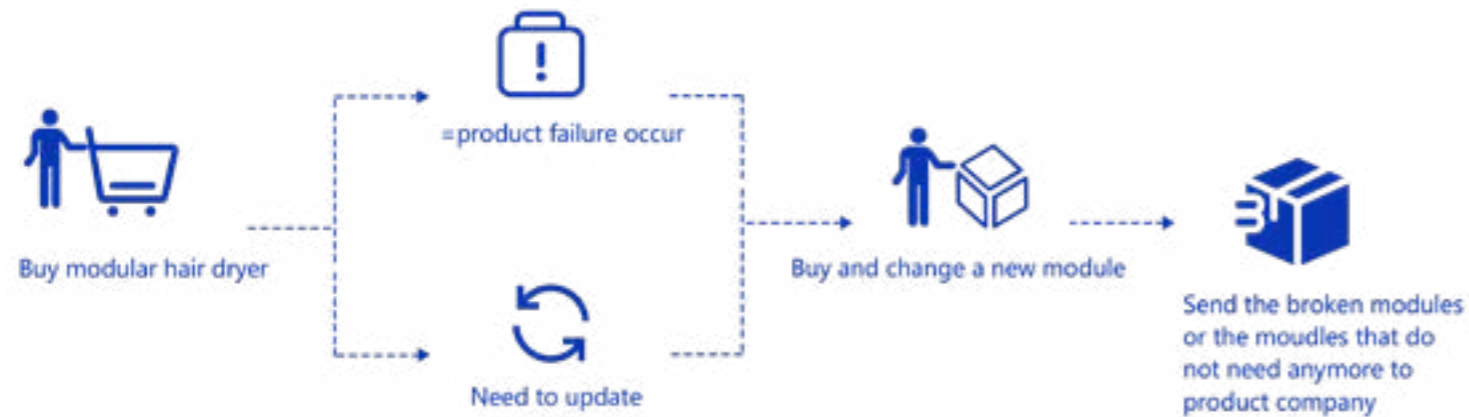 =product failure occur
Buy modular hair dryer
Need to update
Buy and change a new module
Send the broken modules
or the moudles that do
not need anymore to
product company